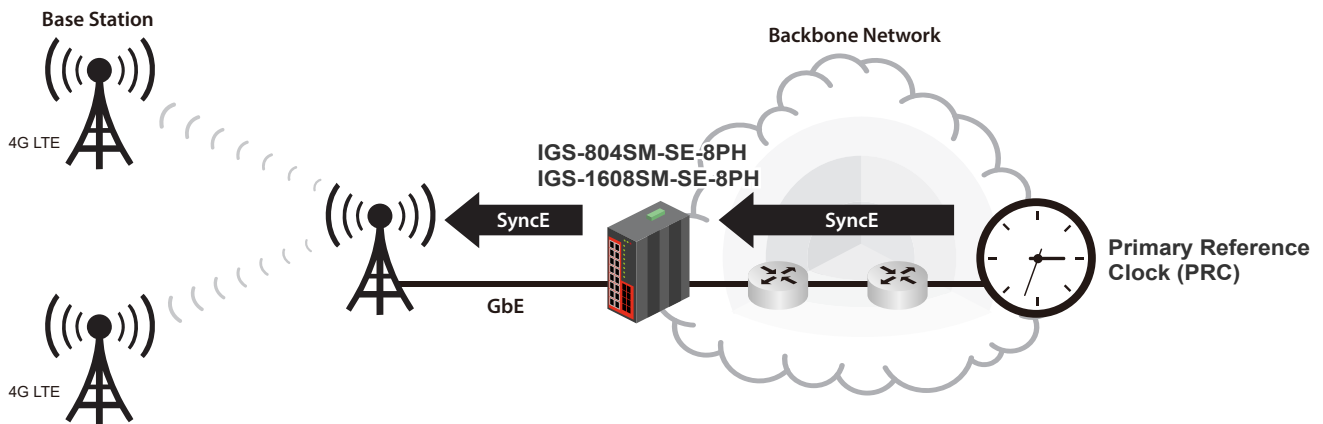 Base Station
Backbone Network
4G LTE
IGS-804SM-SE-8PH
IGS-1608SM-SE-8PH
SyncE
SyncE
Primary Reference
Clock (PRC)
GbE
4G LTE